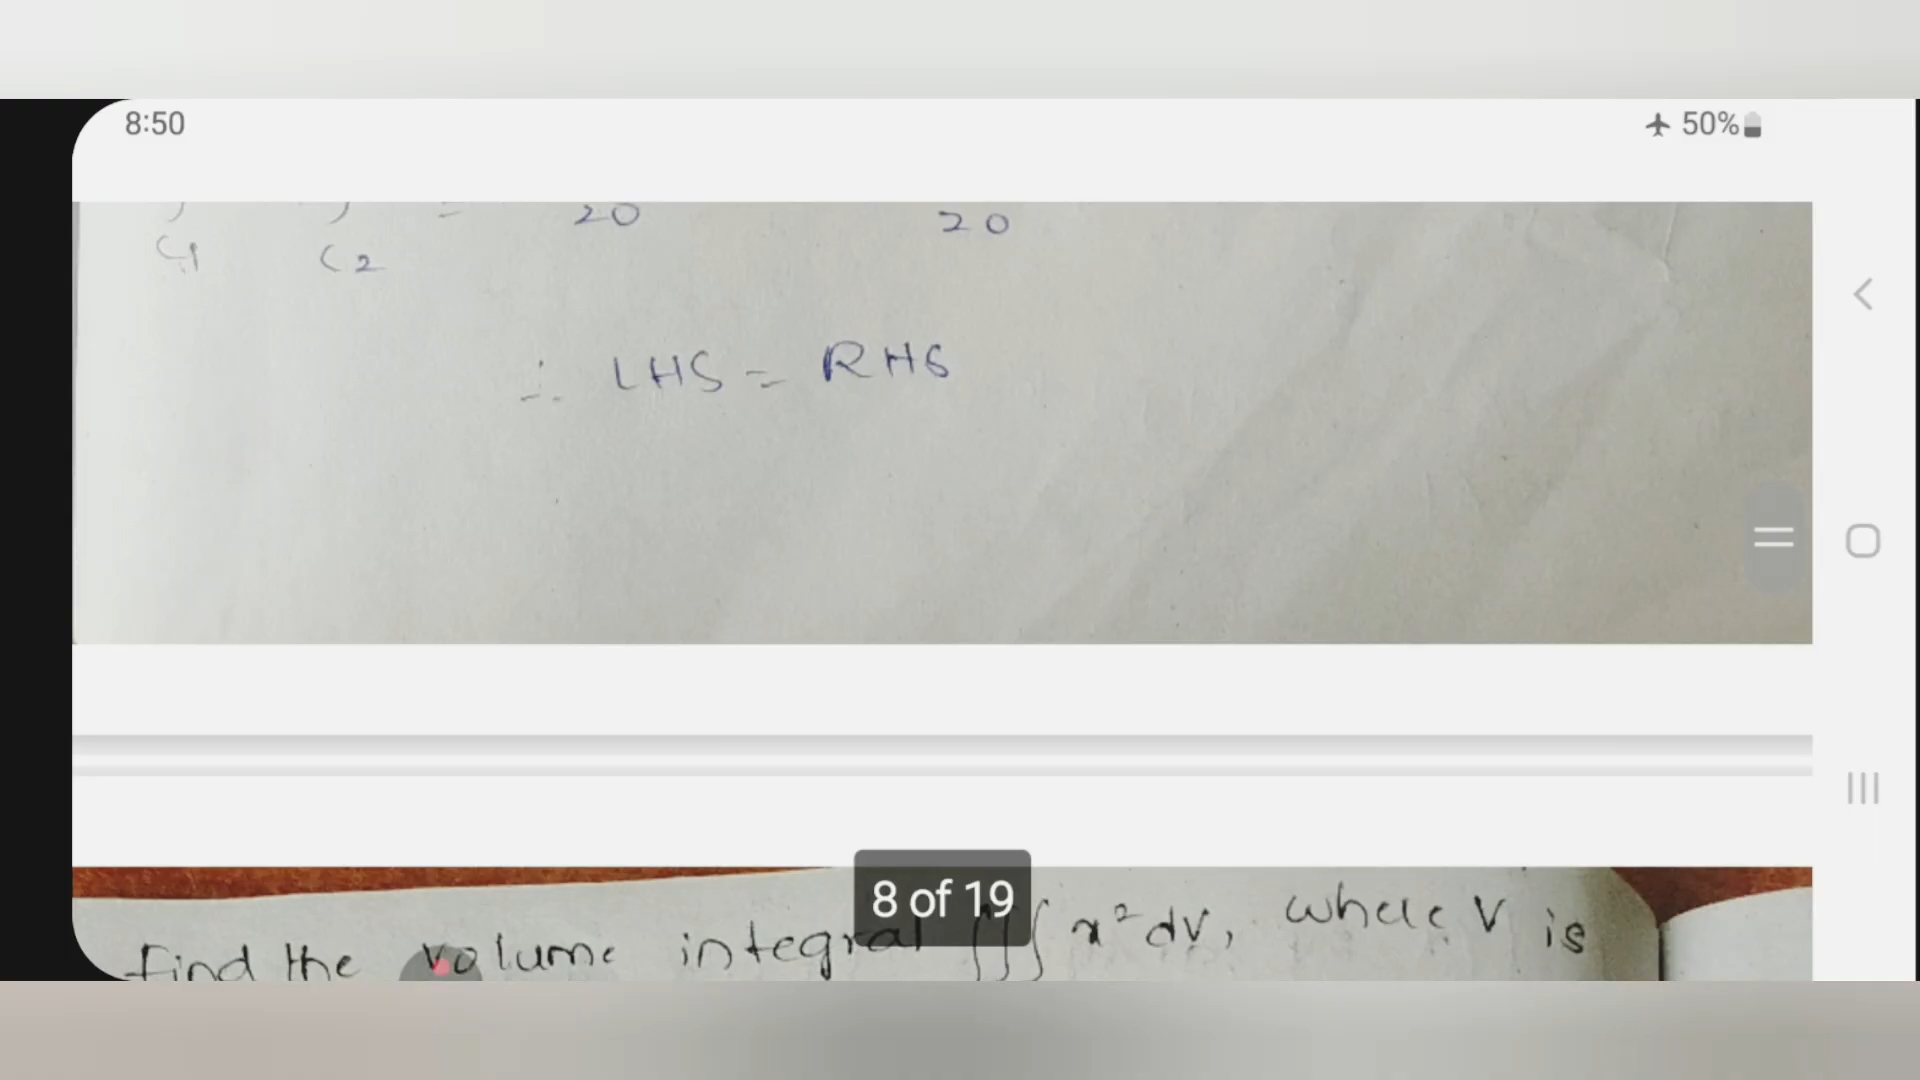 8:50
50%
20 20
C1 C2
∴ LHS = RHS
8 of 19
find the volume integral ∭ x² dV, where V is